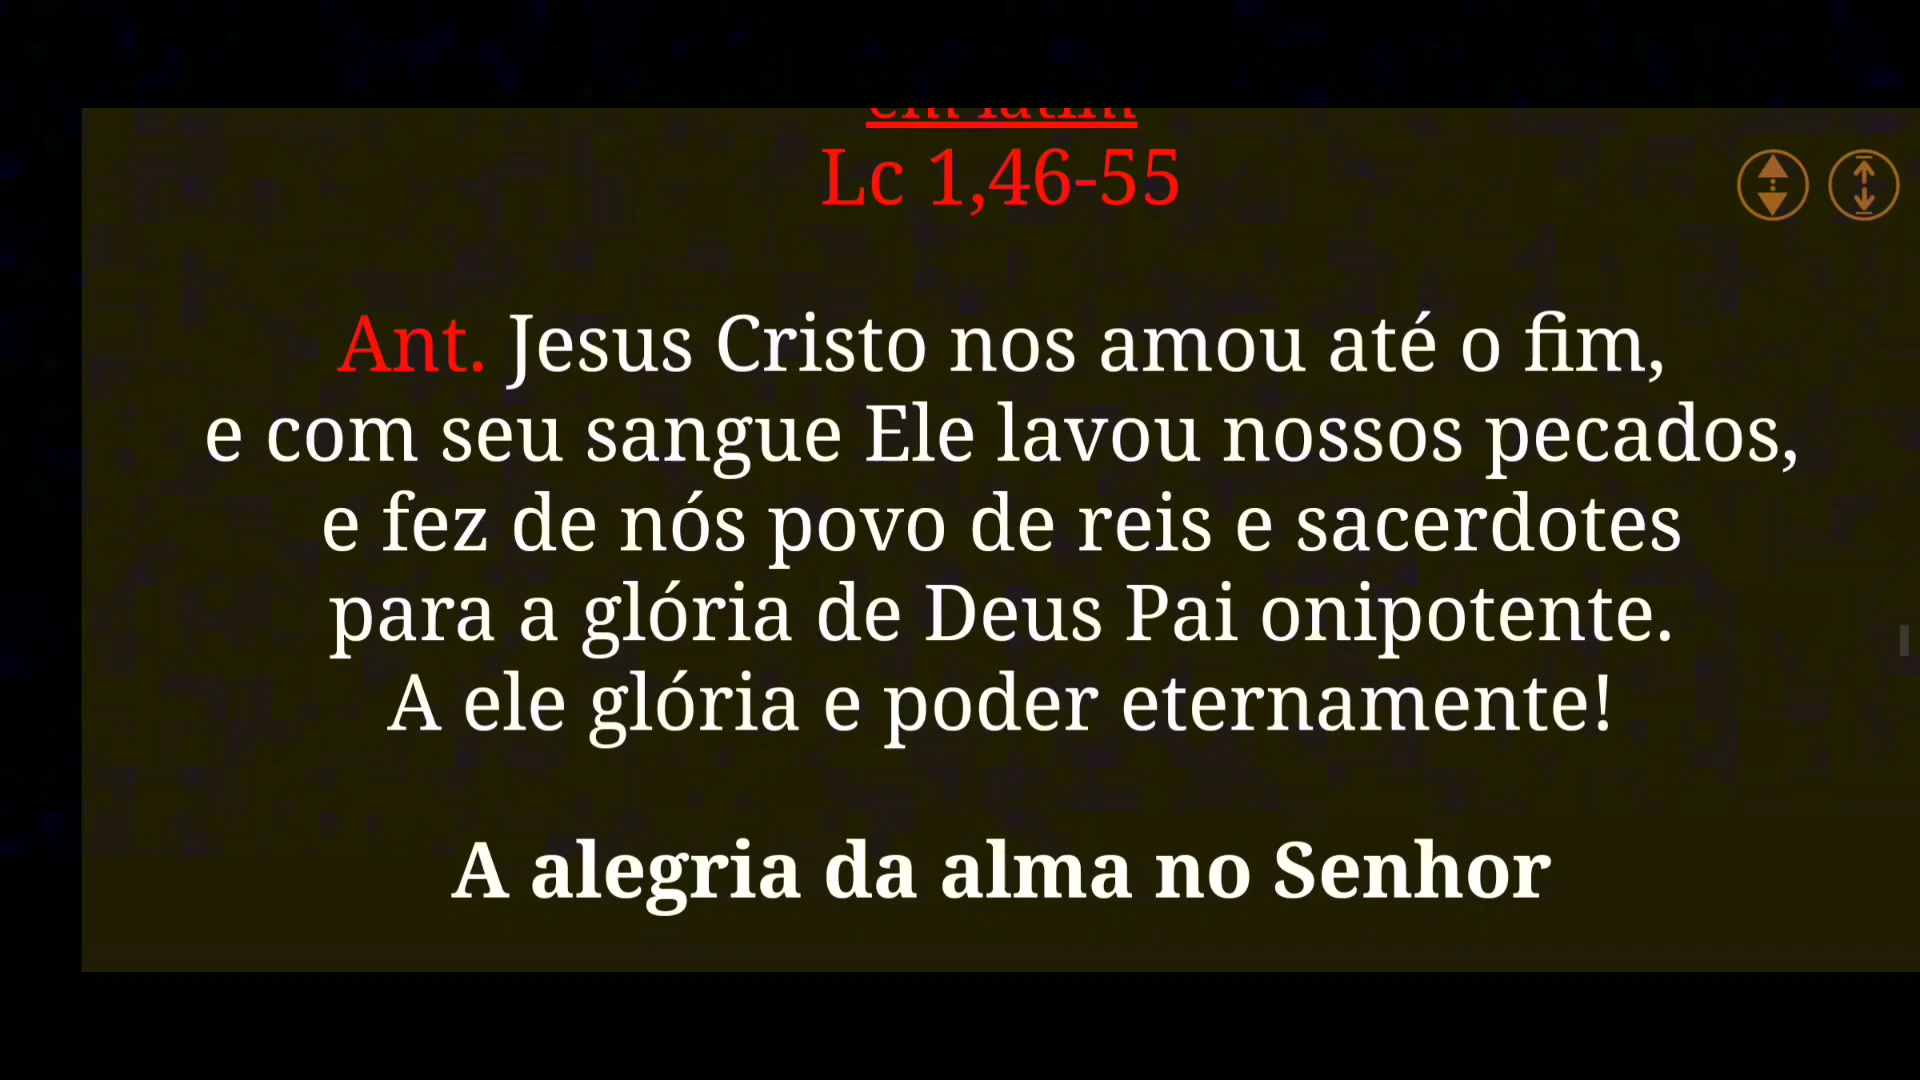 em latim
Lc 1,46-55
Ant. Jesus Cristo nos amou até o fim,
e com seu sangue Ele lavou nossos pecados,
e fez de nós povo de reis e sacerdotes
para a glória de Deus Pai onipotente.
A ele glória e poder eternamente!
A alegria da alma no Senhor